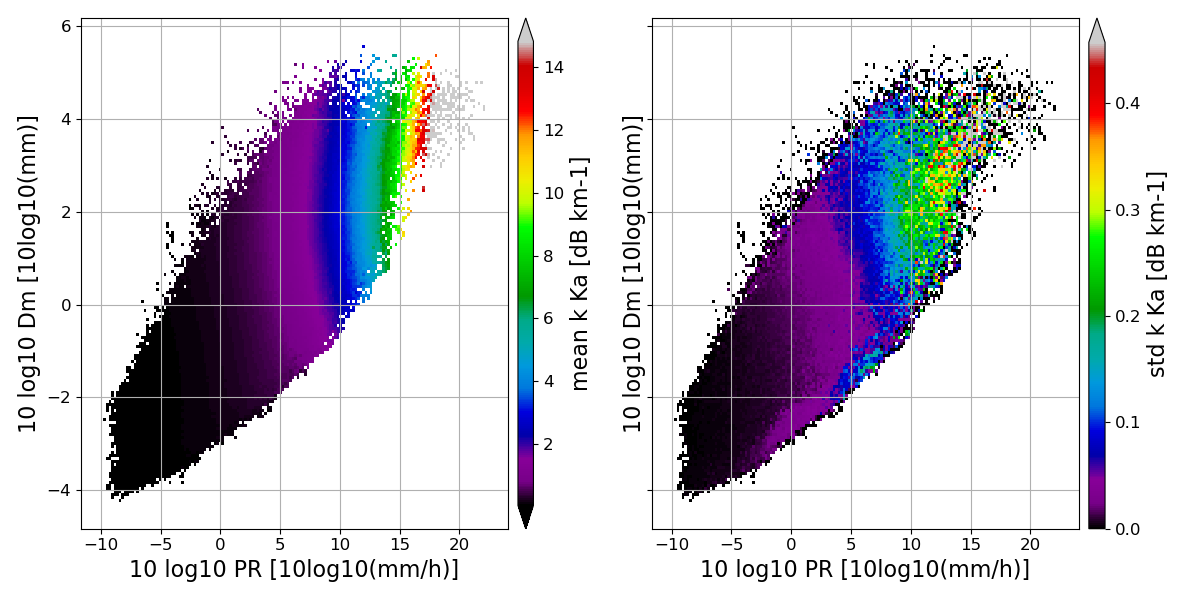 6
4
2
0
−2
−4
10 log10 Dm [10log10(mm)]
−10 −5 0 5 10 15 20
10 log10 PR [10log10(mm/h)]
14
12
10
8
6
4
2
mean k Ka [dB km-1]
10 log10 Dm [10log10(mm)]
−10 −5 0 5 10 15 20
10 log10 PR [10log10(mm/h)]
0.4
0.3
0.2
0.1
0.0
std k Ka [dB km-1]